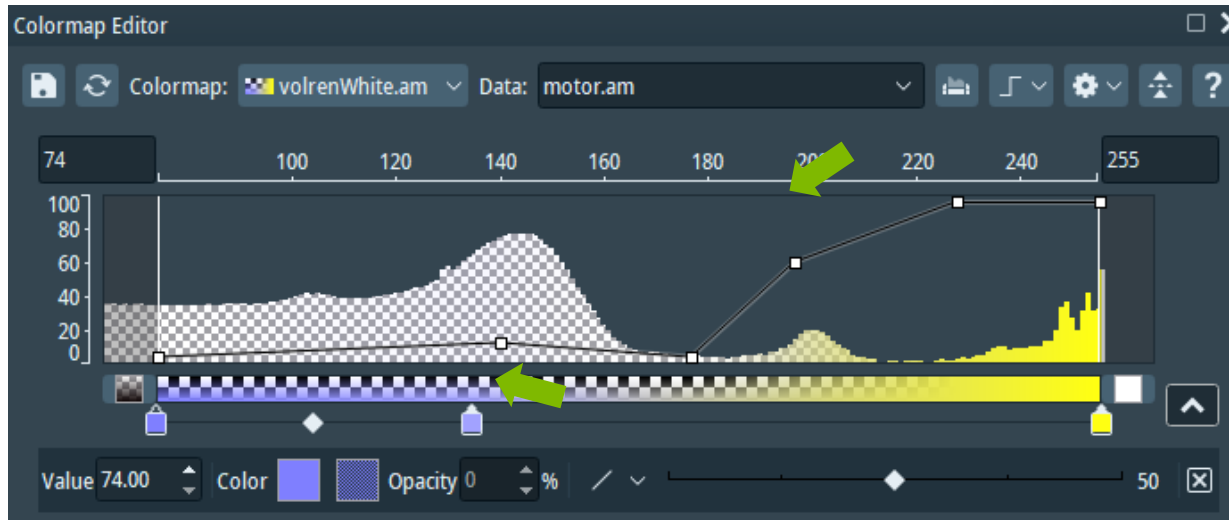 Colormap Editor
Colormap: volrenWhite.am Data: motor.am ?
74 100 120 140 160 180 200 220 240 255
100
80
60
40
20
0
Value 74.00 Color Opacity 0 % 50